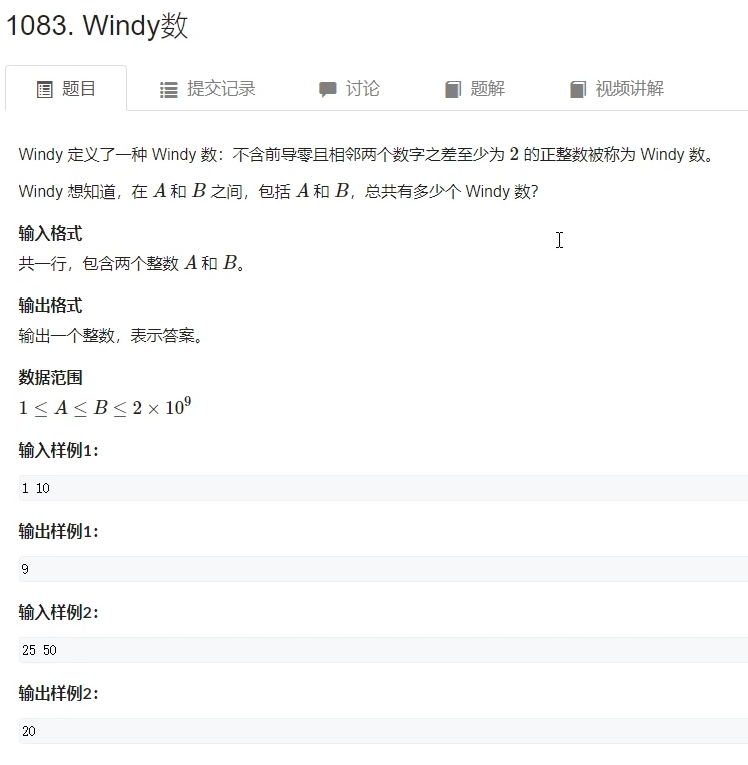 1083. Windy数
题目 提交记录 讨论 题解 视频讲解
Windy 定义了一种 Windy 数：不含前导零且相邻两个数字之差至少为 2 的正整数被称为 Windy 数。
Windy 想知道，在 A 和 B 之间，包括 A 和 B，总共有多少个 Windy 数？
输入格式
共一行，包含两个整数 A 和 B。
输出格式
输出一个整数，表示答案。
数据范围
1 ≤ A ≤ B ≤ 2 × 10⁹
输入样例1：
1 10
输出样例1：
9
输入样例2：
25 50
输出样例2：
20